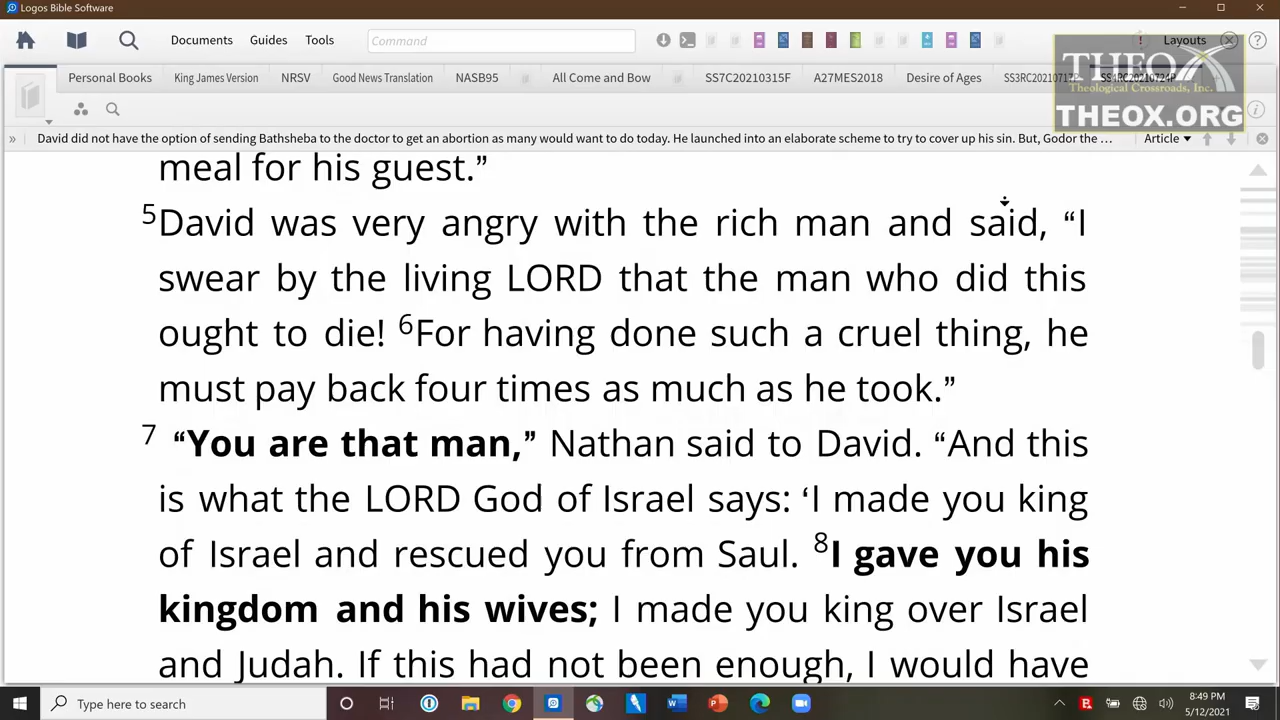 Logos Bible Software
Documents Guides Tools Command Layouts
Personal Books King James Version NRSV Good News Translation NASB95 All Come and Bow SS7C20210315F A27MES2018 Desire of Ages
THEOX
Theological Crossroads, Inc.
THEOX.ORG
» David did not have the option of sending Bathsheba to the doctor to get an abortion as many would want to do today. He launched into an elaborate scheme to try to cover up his sin. But, Godor the … Article
meal for his guest.”
5David was very angry with the rich man and said, “I
swear by the living LORD that the man who did this
ought to die! 6For having done such a cruel thing, he
must pay back four times as much as he took.”
7 “You are that man,” Nathan said to David. “And this
is what the LORD God of Israel says: ‘I made you king
of Israel and rescued you from Saul. 8I gave you his
kingdom and his wives; I made you king over Israel
and Judah. If this had not been enough, I would have
Type here to search
8:49 PM
5/12/2021